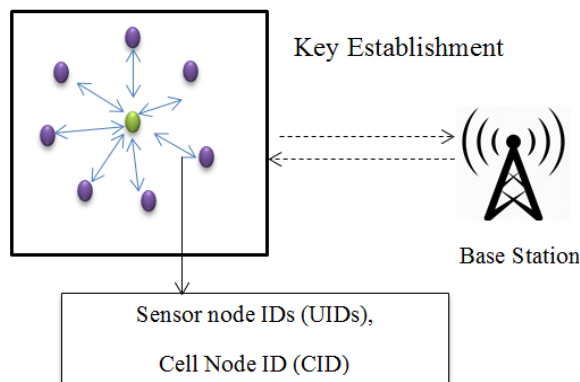 Key Establishment
Base Station
Sensor node IDs (UIDs),
Cell Node ID (CID)